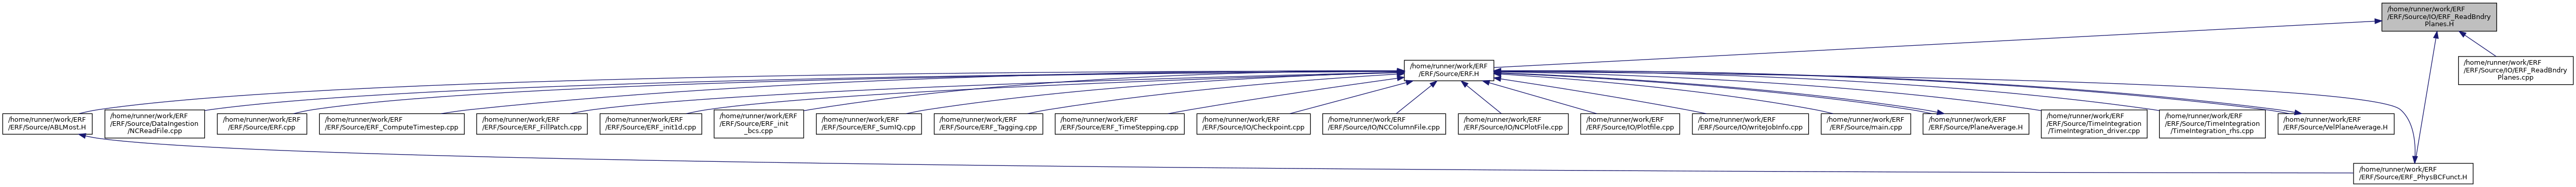 /home/runner/work/ERF
/ERF/Source/IO/ERF_ReadBndry
Planes.H
/home/runner/work/ERF
/ERF/Source/ERF.H
/home/runner/work/ERF
/ERF/Source/IO/ERF_ReadBndry
Planes.cpp
/home/runner/work/ERF
/ERF/Source/ABLMost.H
/home/runner/work/ERF
/ERF/Source/DataIngestion
/NCReadFile.cpp
/home/runner/work/ERF
/ERF/Source/ERF.cpp
/home/runner/work/ERF
/ERF/Source/ERF_ComputeTimestep.cpp
/home/runner/work/ERF
/ERF/Source/ERF_FillPatch.cpp
/home/runner/work/ERF
/ERF/Source/ERF_init1d.cpp
/home/runner/work/ERF
/ERF/Source/ERF_init
_bcs.cpp
/home/runner/work/ERF
/ERF/Source/ERF_SumIQ.cpp
/home/runner/work/ERF
/ERF/Source/ERF_Tagging.cpp
/home/runner/work/ERF
/ERF/Source/ERF_TimeStepping.cpp
/home/runner/work/ERF
/ERF/Source/IO/Checkpoint.cpp
/home/runner/work/ERF
/ERF/Source/IO/NCColumnFile.cpp
/home/runner/work/ERF
/ERF/Source/IO/NCPlotFile.cpp
/home/runner/work/ERF
/ERF/Source/IO/Plotfile.cpp
/home/runner/work/ERF
/ERF/Source/IO/writeJobInfo.cpp
/home/runner/work/ERF
/ERF/Source/main.cpp
/home/runner/work/ERF
/ERF/Source/PlaneAverage.H
/home/runner/work/ERF
/ERF/Source/TimeIntegration
/TimeIntegration_driver.cpp
/home/runner/work/ERF
/ERF/Source/TimeIntegration
/TimeIntegration_rhs.cpp
/home/runner/work/ERF
/ERF/Source/VelPlaneAverage.H
/home/runner/work/ERF
/ERF/Source/ERF_PhysBCFunct.H